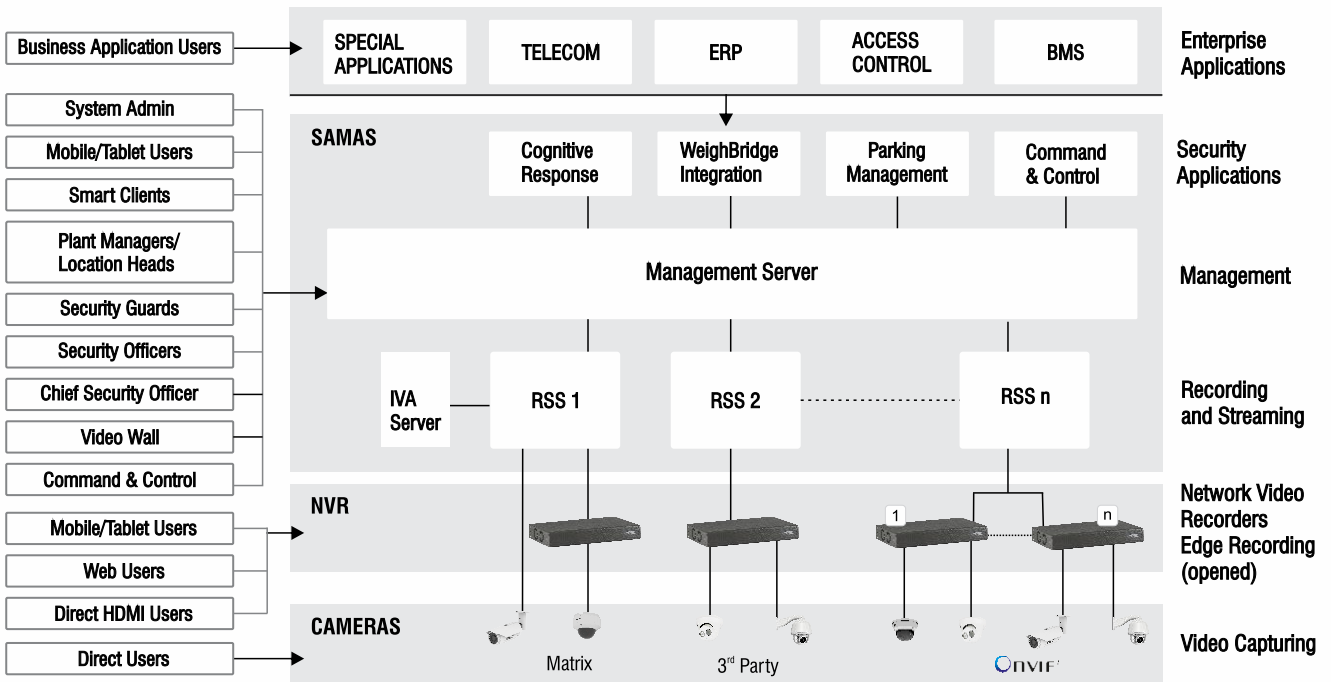 Business Application Users
SPECIAL
APPLICATIONS
TELECOM
ERP
ACCESS
CONTROL
BMS
Enterprise
Applications
System Admin
Mobile/Tablet Users
Smart Clients
Plant Managers/
Location Heads
Security Guards
Security Officers
Chief Security Officer
Video Wall
Command & Control
SAMAS
Cognitive
Response
WeighBridge
Integration
Parking
Management
Command
& Control
Security
Applications
Management Server
Management
IVA
Server
RSS 1
RSS 2
RSS n
Recording
and Streaming
Mobile/Tablet Users
Web Users
Direct HDMI Users
NVR
1
n
Network Video
Recorders
Edge Recording
(opened)
Direct Users
CAMERAS
Matrix
3rd Party
ONVIF
Video Capturing